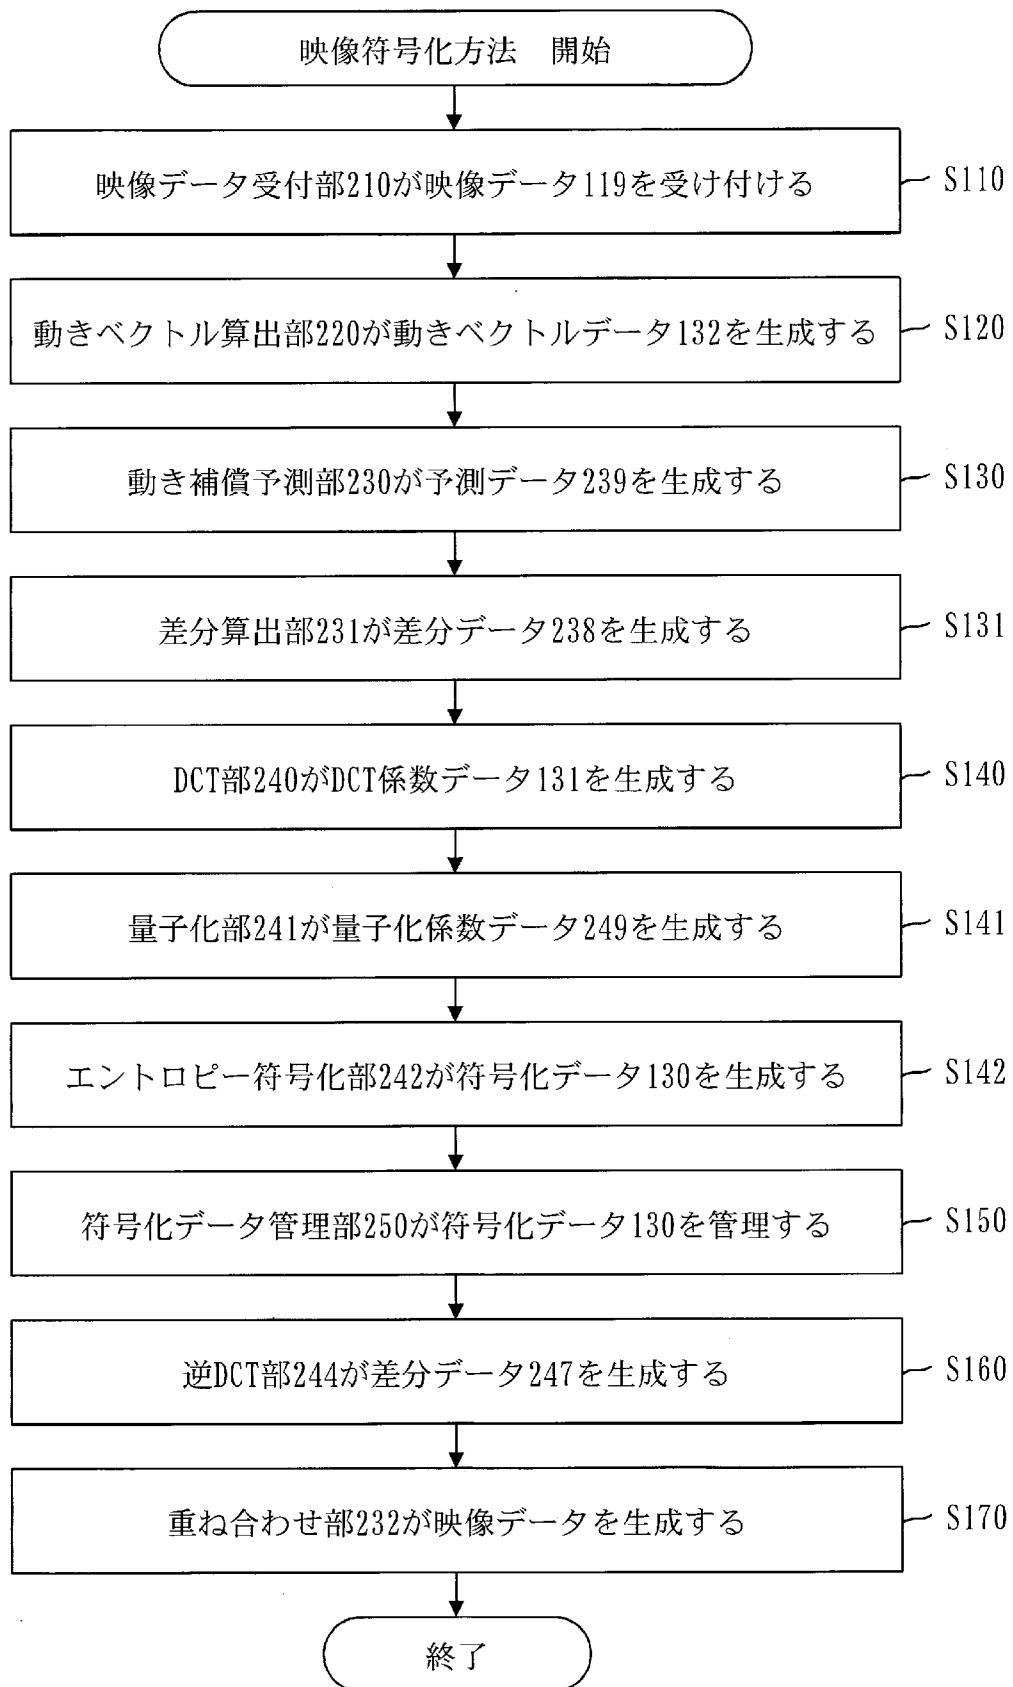 映像符号化方法　開始
映像データ受付部210が映像データ119を受け付ける
S110
動きベクトル算出部220が動きベクトルデータ132を生成する
S120
動き補償予測部230が予測データ239を生成する
S130
差分算出部231が差分データ238を生成する
S131
DCT部240がDCT係数データ131を生成する
S140
量子化部241が量子化係数データ249を生成する
S141
エントロピー符号化部242が符号化データ130を生成する
S142
符号化データ管理部250が符号化データ130を管理する
S150
逆DCT部244が差分データ247を生成する
S160
重ね合わせ部232が映像データを生成する
S170
終了